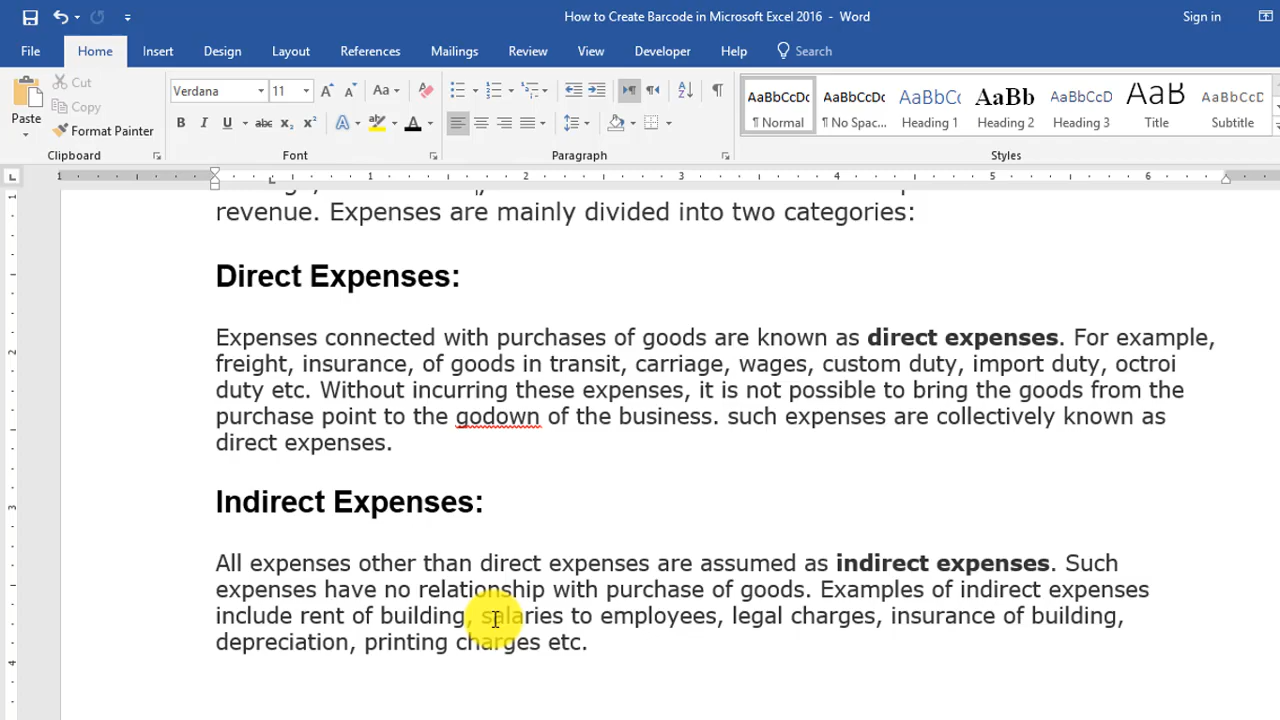 How to Create Barcode in Microsoft Excel 2016 - Word
Sign in
File Home Insert Design Layout References Mailings Review View Developer Help Search
Paste
Cut
Copy
Format Painter
Clipboard
Verdana 11
Font
Paragraph
AaBbCcDc AaBbCcDc AaBbCc AaBb AaBbCcD AaB AaBbCcD
¶ Normal ¶ No Spac... Heading 1 Heading 2 Heading 3 Title Subtitle
Styles
1 1 2 3 4 5 6
revenue. Expenses are mainly divided into two categories:
Direct Expenses:
Expenses connected with purchases of goods are known as direct expenses. For example,
freight, insurance, of goods in transit, carriage, wages, custom duty, import duty, octroi
duty etc. Without incurring these expenses, it is not possible to bring the goods from the
purchase point to the godown of the business. such expenses are collectively known as
direct expenses.
Indirect Expenses:
All expenses other than direct expenses are assumed as indirect expenses. Such
expenses have no relationship with purchase of goods. Examples of indirect expenses
include rent of building, salaries to employees, legal charges, insurance of building,
depreciation, printing charges etc.